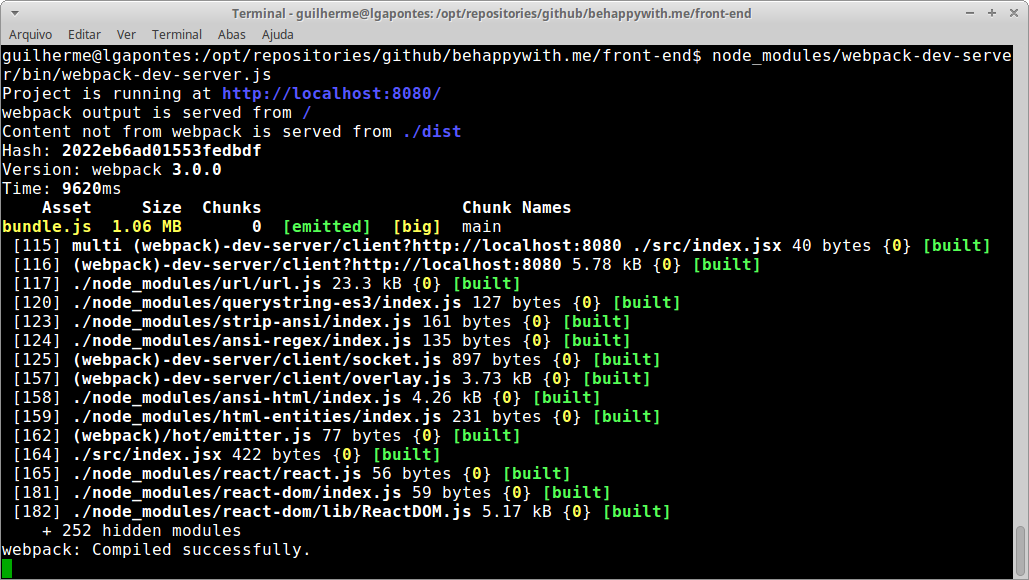 Terminal - guilherme@lgapontes: /opt/repositories/github/behappywith.me/front-end
Arquivo Editar Ver Terminal Abas Ajuda
guilherme@lgapontes:/opt/repositories/github/behappywith.me/front-end$ node_modules/webpack-dev-serve
r/bin/webpack-dev-server.js
Project is running at http://localhost:8080/
webpack output is served from /
Content not from webpack is served from ./dist
Hash: 2022eb6ad01553fedbdf
Version: webpack 3.0.0
Time: 9620ms
Asset Size Chunks Chunk Names
bundle.js 1.06 MB 0 [emitted] [big] main
[115] multi (webpack)-dev-server/client?http://localhost:8080 ./src/index.jsx 40 bytes {0} [built]
[116] (webpack)-dev-server/client?http://localhost:8080 5.78 kB {0} [built]
[117] ./node_modules/url/url.js 23.3 kB {0} [built]
[120] ./node_modules/querystring-es3/index.js 127 bytes {0} [built]
[123] ./node_modules/strip-ansi/index.js 161 bytes {0} [built]
[124] ./node_modules/ansi-regex/index.js 135 bytes {0} [built]
[125] (webpack)-dev-server/client/socket.js 897 bytes {0} [built]
[157] (webpack)-dev-server/client/overlay.js 3.73 kB {0} [built]
[158] ./node_modules/ansi-html/index.js 4.26 kB {0} [built]
[159] ./node_modules/html-entities/index.js 231 bytes {0} [built]
[162] (webpack)/hot/emitter.js 77 bytes {0} [built]
[164] ./src/index.jsx 422 bytes {0} [built]
[165] ./node_modules/react/react.js 56 bytes {0} [built]
[181] ./node_modules/react-dom/index.js 59 bytes {0} [built]
[182] ./node_modules/react-dom/lib/ReactDOM.js 5.17 kB {0} [built]
+ 252 hidden modules
webpack: Compiled successfully.